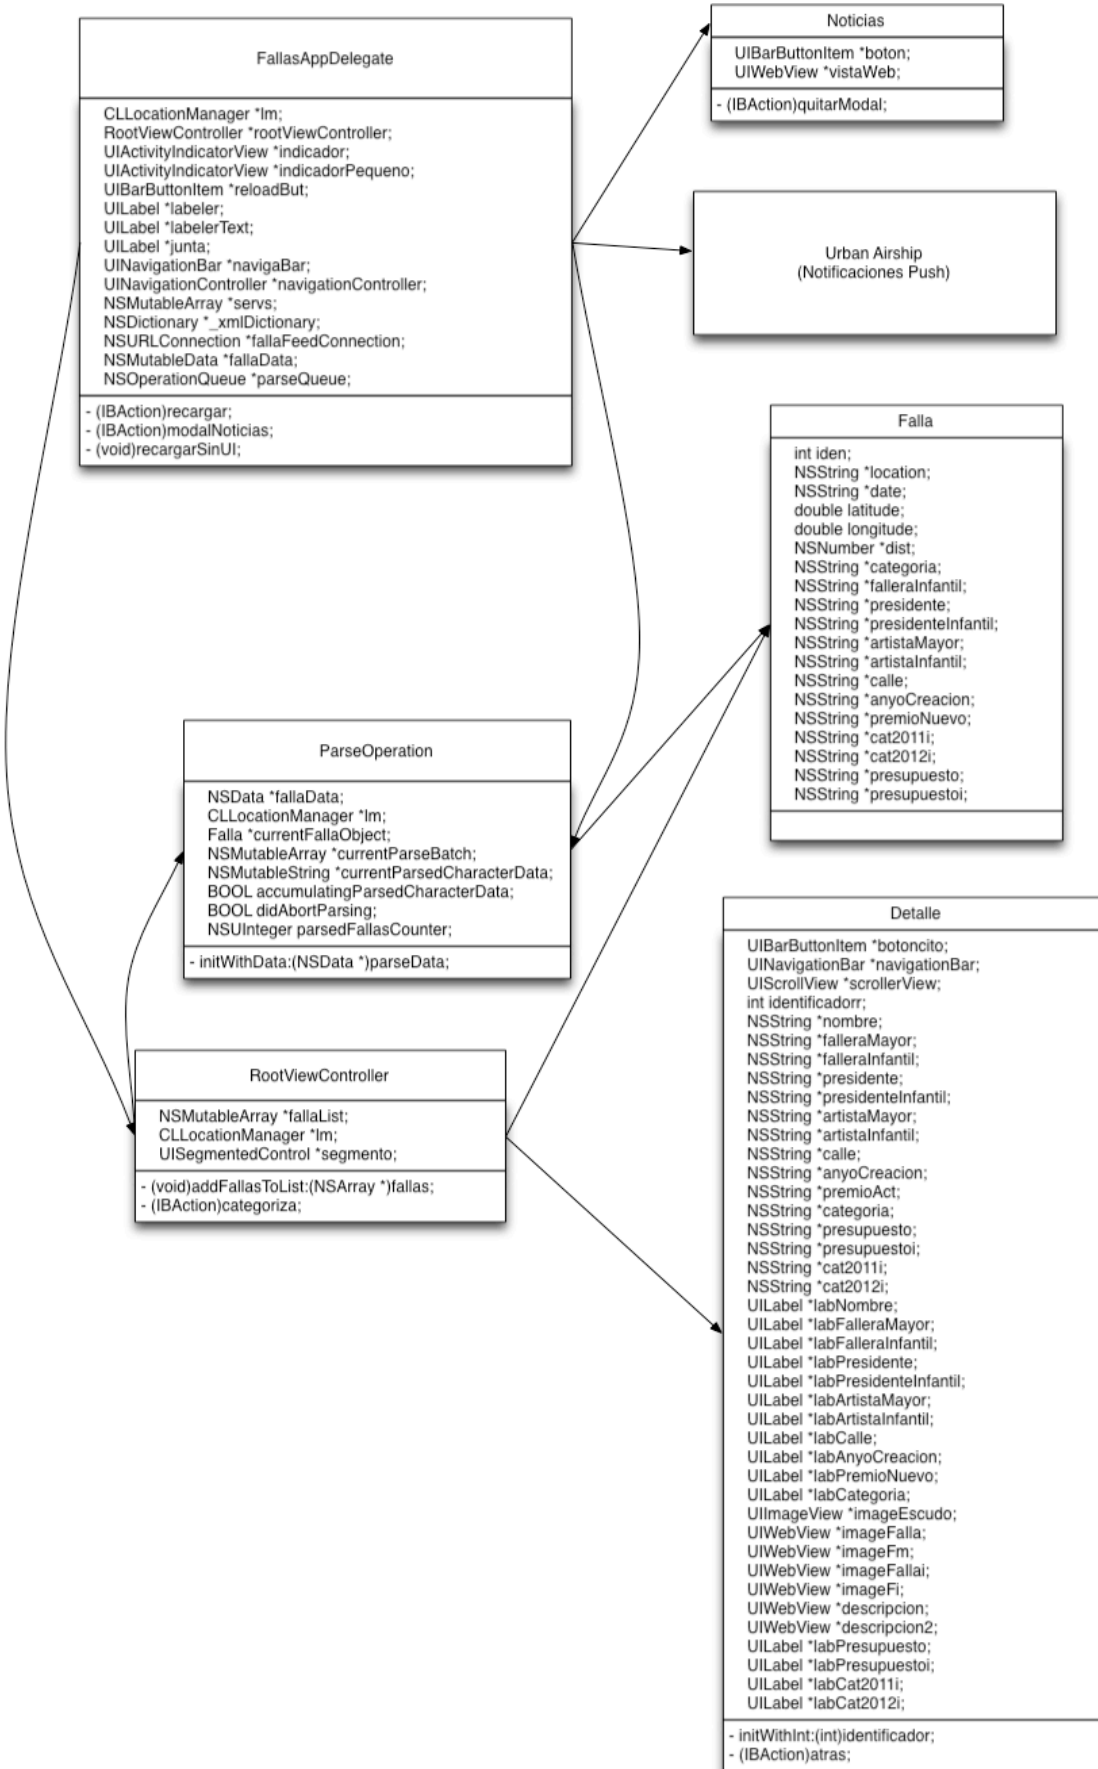 FallasAppDelegate
CLLocationManager *lm;
RootViewController *rootViewController;
UIActivityIndicatorView *indicador;
UIActivityIndicatorView *indicadorPequeno;
UIBarButtonItem *reloadBut;
UILabel *labeler;
UILabel *labelerText;
UILabel *junta;
UINavigationBar *navigaBar;
UINavigationController *navigationController;
NSMutableArray *servs;
NSDictionary *_xmlDictionary;
NSURLConnection *fallaFeedConnection;
NSMutableData *fallaData;
NSOperationQueue *parseQueue;
- (IBAction)recargar;
- (IBAction)modalNoticias;
- (void)recargarSinUI;
Noticias
UIBarButtonItem *boton;
UIWebView *vistaWeb;
- (IBAction)quitarModal;
Urban Airship
(Notificaciones Push)
Falla
int iden;
NSString *location;
NSString *date;
double latitude;
double longitude;
NSNumber *dist;
NSString *categoria;
NSString *falleraInfantil;
NSString *presidente;
NSString *presidenteInfantil;
NSString *artistaMayor;
NSString *artistaInfantil;
NSString *calle;
NSString *anyoCreacion;
NSString *premioNuevo;
NSString *cat2011i;
NSString *cat2012i;
NSString *presupuesto;
NSString *presupuestoi;
ParseOperation
NSData *fallaData;
CLLocationManager *lm;
Falla *currentFallaObject;
NSMutableArray *currentParseBatch;
NSMutableString *currentParsedCharacterData;
BOOL accumulatingParsedCharacterData;
BOOL didAbortParsing;
NSUInteger parsedFallasCounter;
- initWithData:(NSData *)parseData;
RootViewController
NSMutableArray *fallaList;
CLLocationManager *lm;
UISegmentedControl *segmento;
- (void)addFallasToList:(NSArray *)fallas;
- (IBAction)categoriza;
Detalle
UIBarButtonItem *botoncito;
UINavigationBar *navigationBar;
UIScrollView *scrollerView;
int identificadorr;
NSString *nombre;
NSString *falleraMayor;
NSString *falleraInfantil;
NSString *presidente;
NSString *presidenteInfantil;
NSString *artistaMayor;
NSString *artistaInfantil;
NSString *calle;
NSString *anyoCreacion;
NSString *premioAct;
NSString *categoria;
NSString *presupuesto;
NSString *presupuestoi;
NSString *cat2011i;
NSString *cat2012i;
UILabel *labNombre;
UILabel *labFalleraMayor;
UILabel *labFalleraInfantil;
UILabel *labPresidente;
UILabel *labPresidenteInfantil;
UILabel *labArtistaMayor;
UILabel *labArtistaInfantil;
UILabel *labCalle;
UILabel *labAnyoCreacion;
UILabel *labPremioNuevo;
UILabel *labCategoria;
UIImageView *imageEscudo;
UIWebView *imageFalla;
UIWebView *imageFm;
UIWebView *imageFallai;
UIWebView *imageFi;
UIWebView *descripcion;
UIWebView *descripcion2;
UILabel *labPresupuesto;
UILabel *labPresupuestoi;
UILabel *labCat2011i;
UILabel *labCat2012i;
- initWithInt:(int)identificador;
- (IBAction)atras;